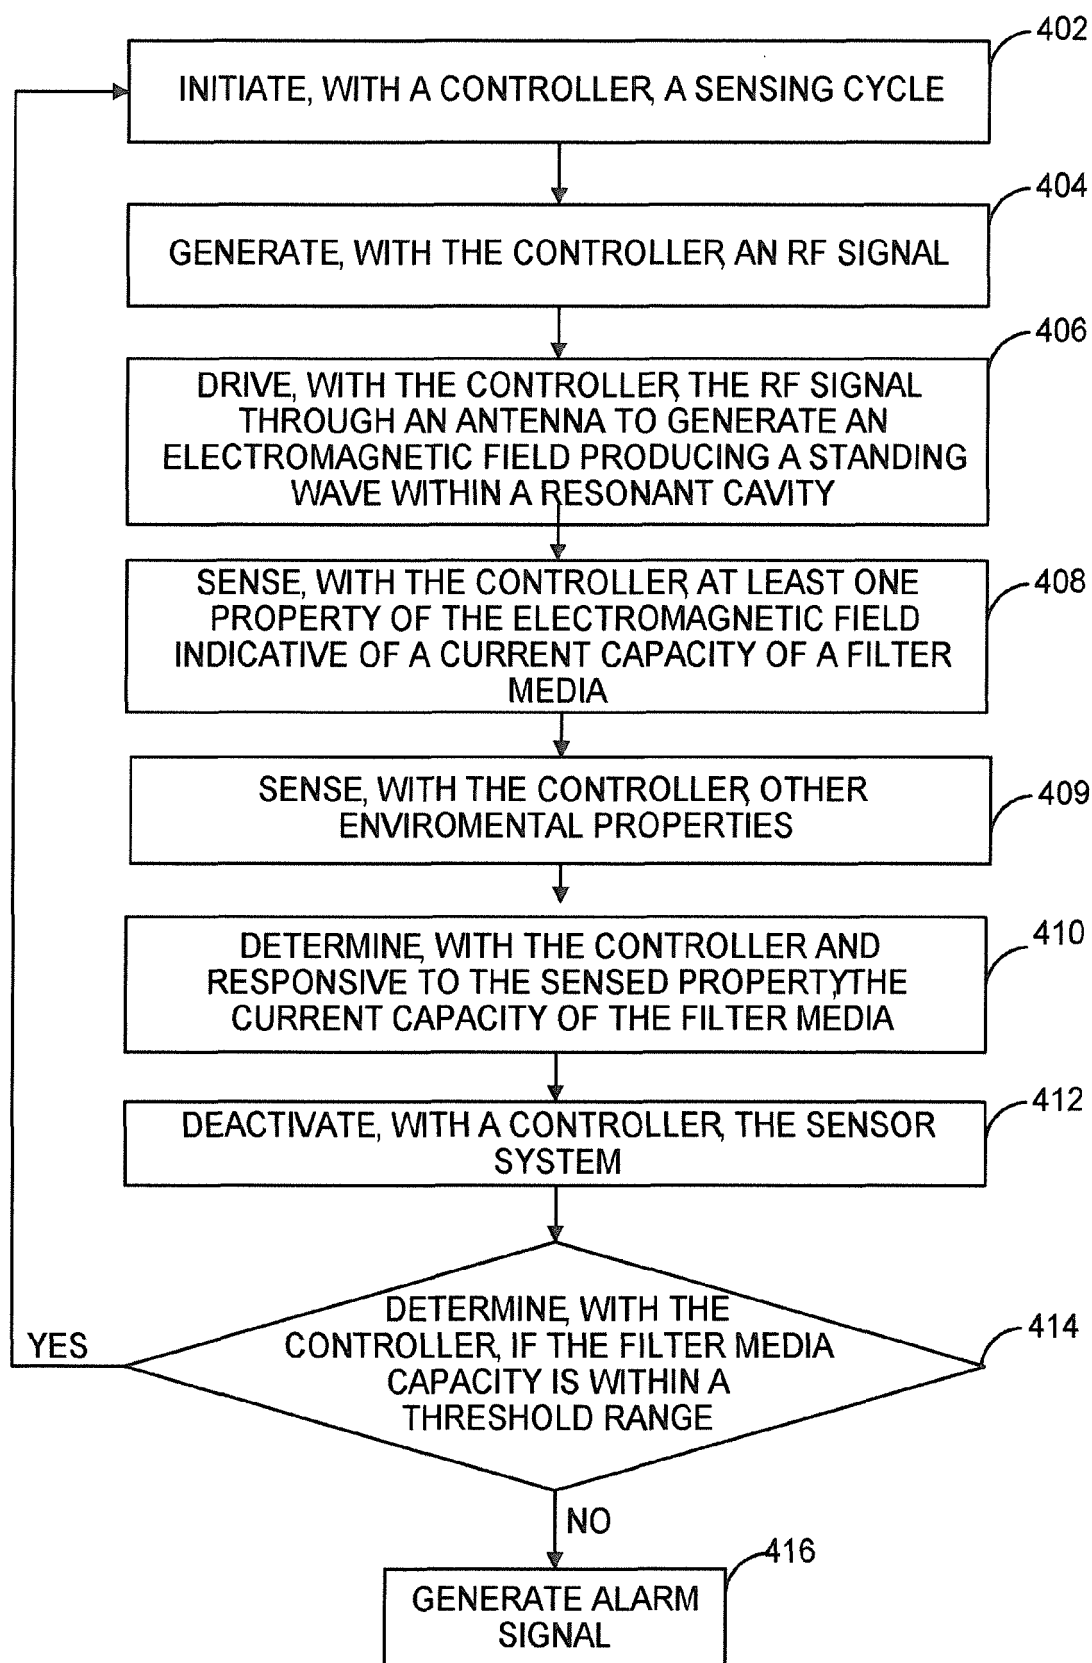 402
INITIATE, WITH A CONTROLLER, A SENSING CYCLE
404
GENERATE, WITH THE CONTROLLER, AN RF SIGNAL
406
DRIVE, WITH THE CONTROLLER, THE RF SIGNAL
THROUGH AN ANTENNA TO GENERATE AN
ELECTROMAGNETIC FIELD PRODUCING A STANDING
WAVE WITHIN A RESONANT CAVITY
408
SENSE, WITH THE CONTROLLER, AT LEAST ONE
PROPERTY OF THE ELECTROMAGNETIC FIELD
INDICATIVE OF A CURRENT CAPACITY OF A FILTER
MEDIA
409
SENSE, WITH THE CONTROLLER, OTHER
ENVIROMENTAL PROPERTIES
410
DETERMINE, WITH THE CONTROLLER AND
RESPONSIVE TO THE SENSED PROPERTY, THE
CURRENT CAPACITY OF THE FILTER MEDIA
412
DEACTIVATE, WITH A CONTROLLER, THE SENSOR
SYSTEM
414
DETERMINE, WITH THE
CONTROLLER, IF THE FILTER MEDIA
CAPACITY IS WITHIN A
THRESHOLD RANGE
YES
NO
416
GENERATE ALARM
SIGNAL